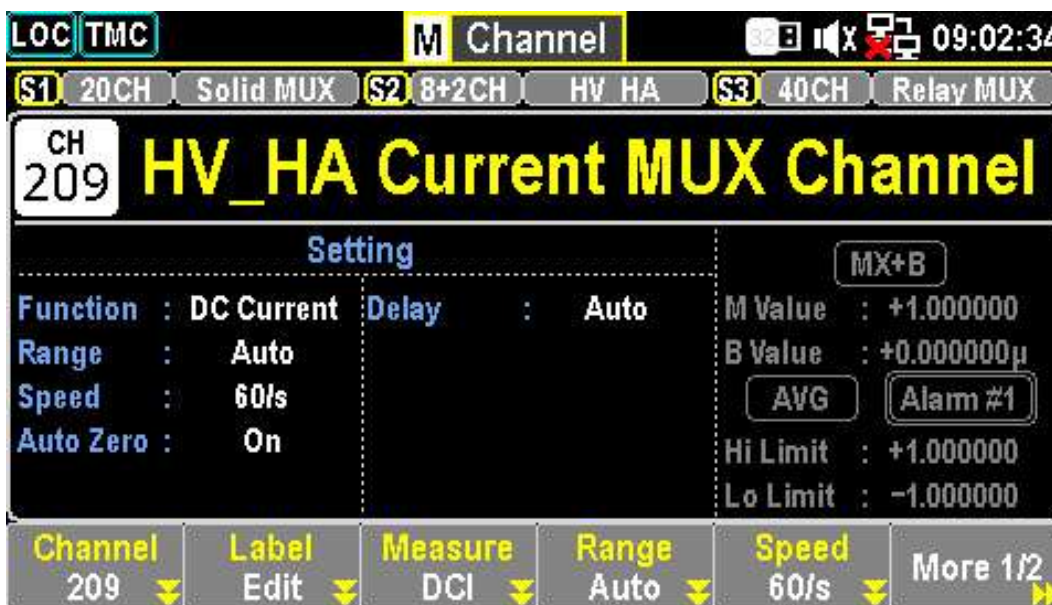 LOC TMC M Channel 32 X 09:02:34
S1 20CH Solid MUX S2 8+2CH HV_HA S3 40CH Relay MUX
CH
209
HV_HA Current MUX Channel
Setting
Function : DC Current
Range : Auto
Speed : 60/s
Auto Zero : On
Delay : Auto
MX+B
M Value : +1.000000
B Value : +0.000000µ
AVG Alarm #1
Hi Limit : +1.000000
Lo Limit : -1.000000
Channel Label Measure Range Speed More 1/2
209 Edit DCI Auto 60/s